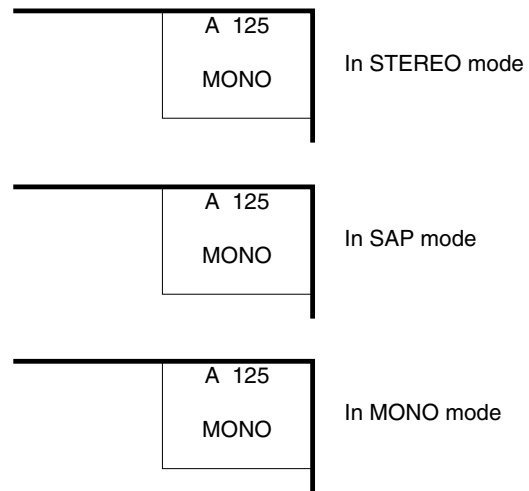 A 125
MONO
In STEREO mode
A 125
MONO
In SAP mode
A 125
MONO
In MONO mode